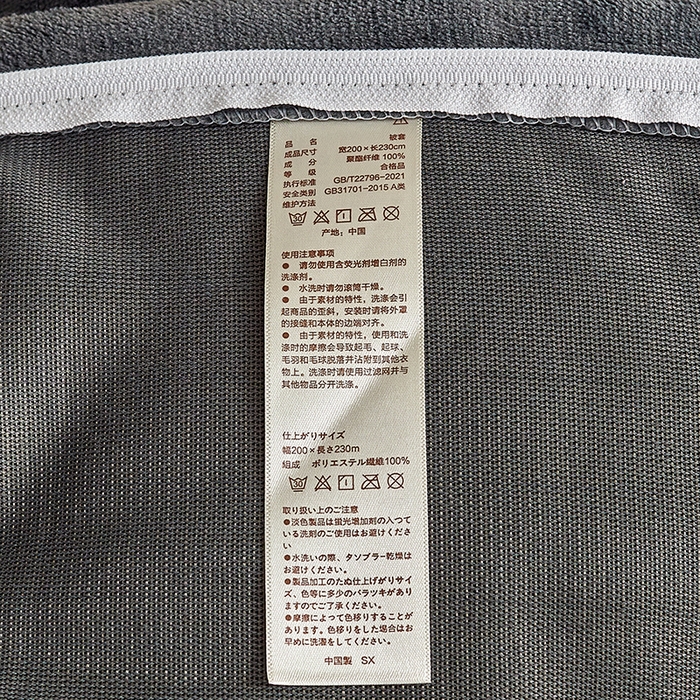 品 名 被套
成品尺寸 宽200×长230cm
成 分 聚酯纤维 100%
等 级 合格品
执行标准 GB/T22796-2021
安全类别 GB31701-2015 A类
维护方法
30
产地：中国
使用注意事项
● 请勿使用含荧光剂增白剂的
洗涤剂。
● 水洗时请勿滚筒干燥。
● 由于素材的特性，洗涤会引
起商品的歪斜，安装时请将外罩
的接缝和本体的边端对齐。
● 由于素材特性，使用和洗
涤时的摩擦会导致起毛、起球、
毛羽和毛球脱落并沾附到其他衣
物上。洗涤时请使用过滤网并与
其他物品分开洗涤。
仕上がりサイズ
幅200×長さ230m
組成 ポリエステル繊維100%
30
取り扱い上のご注意
●淡色製品は蛍光増加剤の入つて
いる洗剤のご使用はお避けくださ
い
●水洗いの際、タソブラー乾燥は
お避けください。
●製品加工のたぬ仕上げがりサイ
ズ、色等に多少のバラツキがあり
ますのでご了承ください。
●摩擦によって色移りすることが
あります。色移りをした場合はお
早めに洗濯をしてください。
中国製 SX